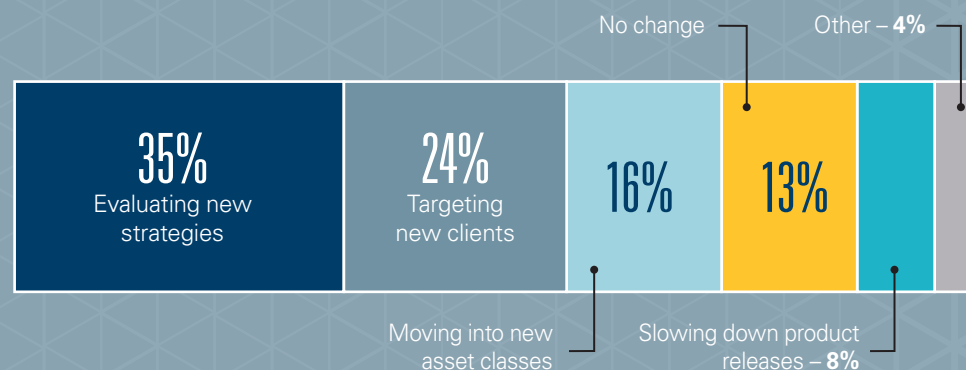 No change
Other – 4%
35%
Evaluating new
strategies
24%
Targeting
new clients
16%
13%
Moving into new
asset classes
Slowing down product
releases – 8%